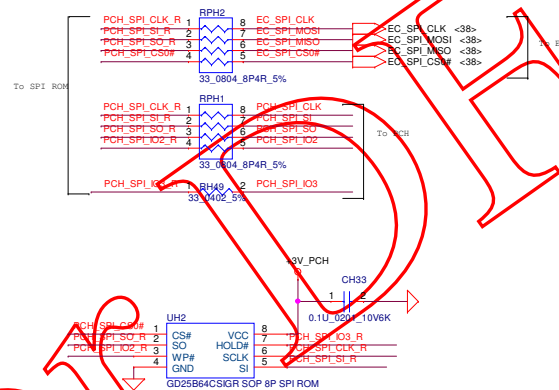 RPH2
PCH_SPI_CLK_R 1 8 EC_SPI_CLK EC_SPI_CLK <38>
PCH_SPI_SI_R 2 7 EC_SPI_MOSI EC_SPI_MOSI <38>
PCH_SPI_SO_R 3 6 EC_SPI_MISO EC_SPI_MISO <38>
PCH_SPI_CS0# 4 5 EC_SPI_CS0# EC_SPI_CS0# <38>
33_0804_8P4R_5%
To SPI ROM
RPH1
PCH_SPI_CLK_R 1 8 PCH_SPI_CLK
PCH_SPI_SI_R 2 7 PCH_SPI_SI
PCH_SPI_SO_R 3 6 PCH_SPI_SO
PCH_SPI_IO2_R 4 5 PCH_SPI_IO2
To PCH
33_0804_8P4R_5%
PCH_SPI_IO3_R 1 RH49 2 PCH_SPI_IO3
33_0402_5%
+3V_PCH
CH33
1 2
0.1U_0201_10V6K
UH2
PCH_SPI_CS0# 1 CS# VCC 8
PCH_SPI_SO_R 2 SO HOLD# 7 PCH_SPI_IO3_R
PCH_SPI_IO2_R 3 WP# SCLK 6 PCH_SPI_CLK_R
4 GND SI 5 PCH_SPI_SI_R
GD25B64CSIGR SOP 8P SPI ROM